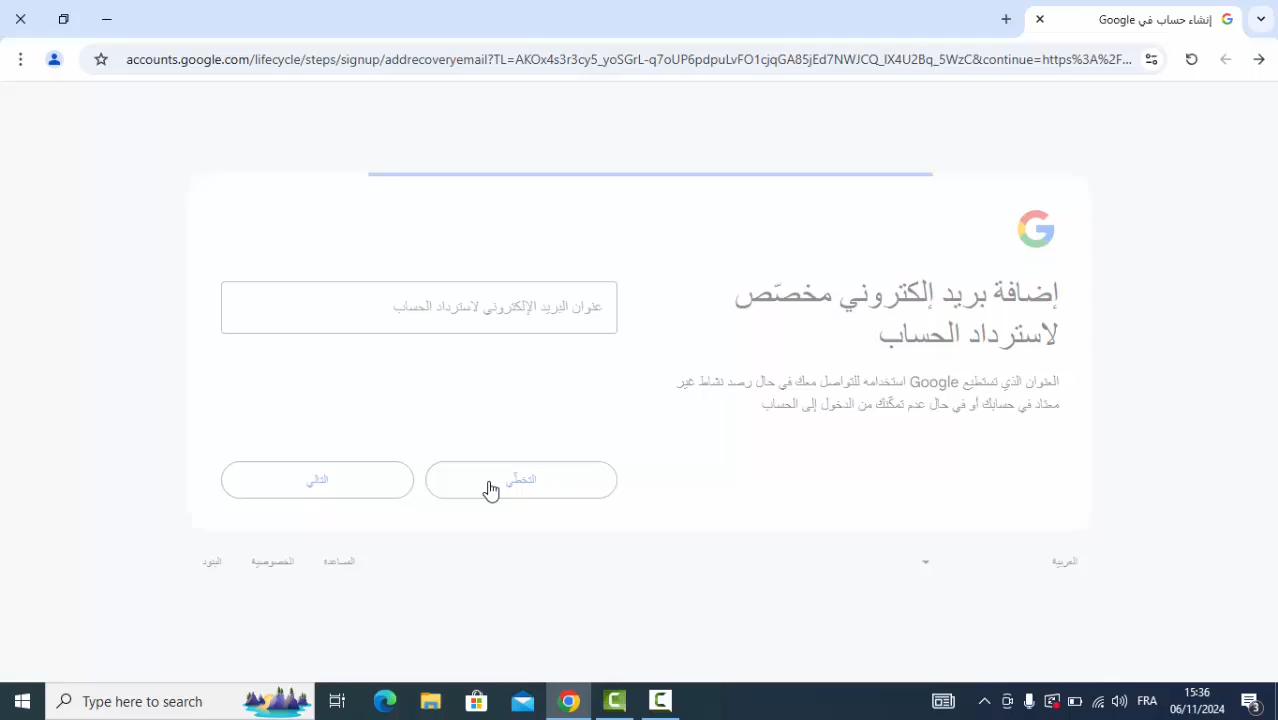 إنشاء حساب في Google
accounts.google.com/lifecycle/steps/signup/addrecoveryemail?TL=AKOx4s3r3cy5_yoSGrL-q7oUP6pdpuLvFO1cjqGA85jEd7NWJCQ_lX4U2Bq_5WzC&continue=https%3A%2F...
إضافة بريد إلكتروني مخصّص
لاسترداد الحساب
العنوان الذي تستطيع Google استخدامه للتواصل معك في حال رصد نشاط غير
معتاد في حسابك أو في حال عدم تمكّنك من الدخول إلى الحساب
عنوان البريد الإلكتروني لاسترداد الحساب
التخطّي
التالي
العربية
المساعدة
الخصوصية
البنود
Type here to search
FRA
15:36
06/11/2024
3